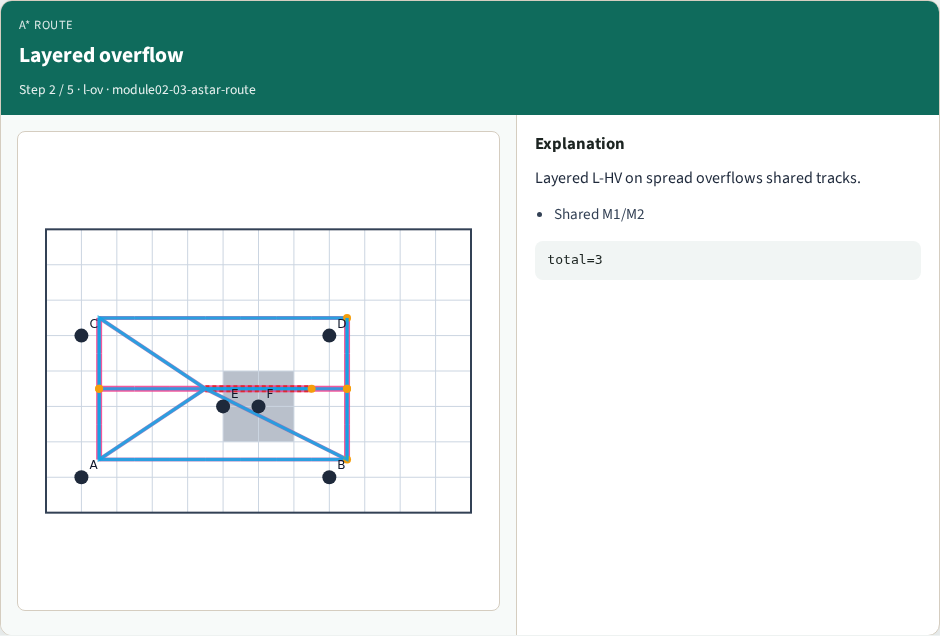 A* ROUTE
Layered overflow
Step 2 / 5 · l-ov · module02-03-astar-route
C
D
E
F
A
B
Explanation
Layered L-HV on spread overflows shared tracks.
• Shared M1/M2
total=3